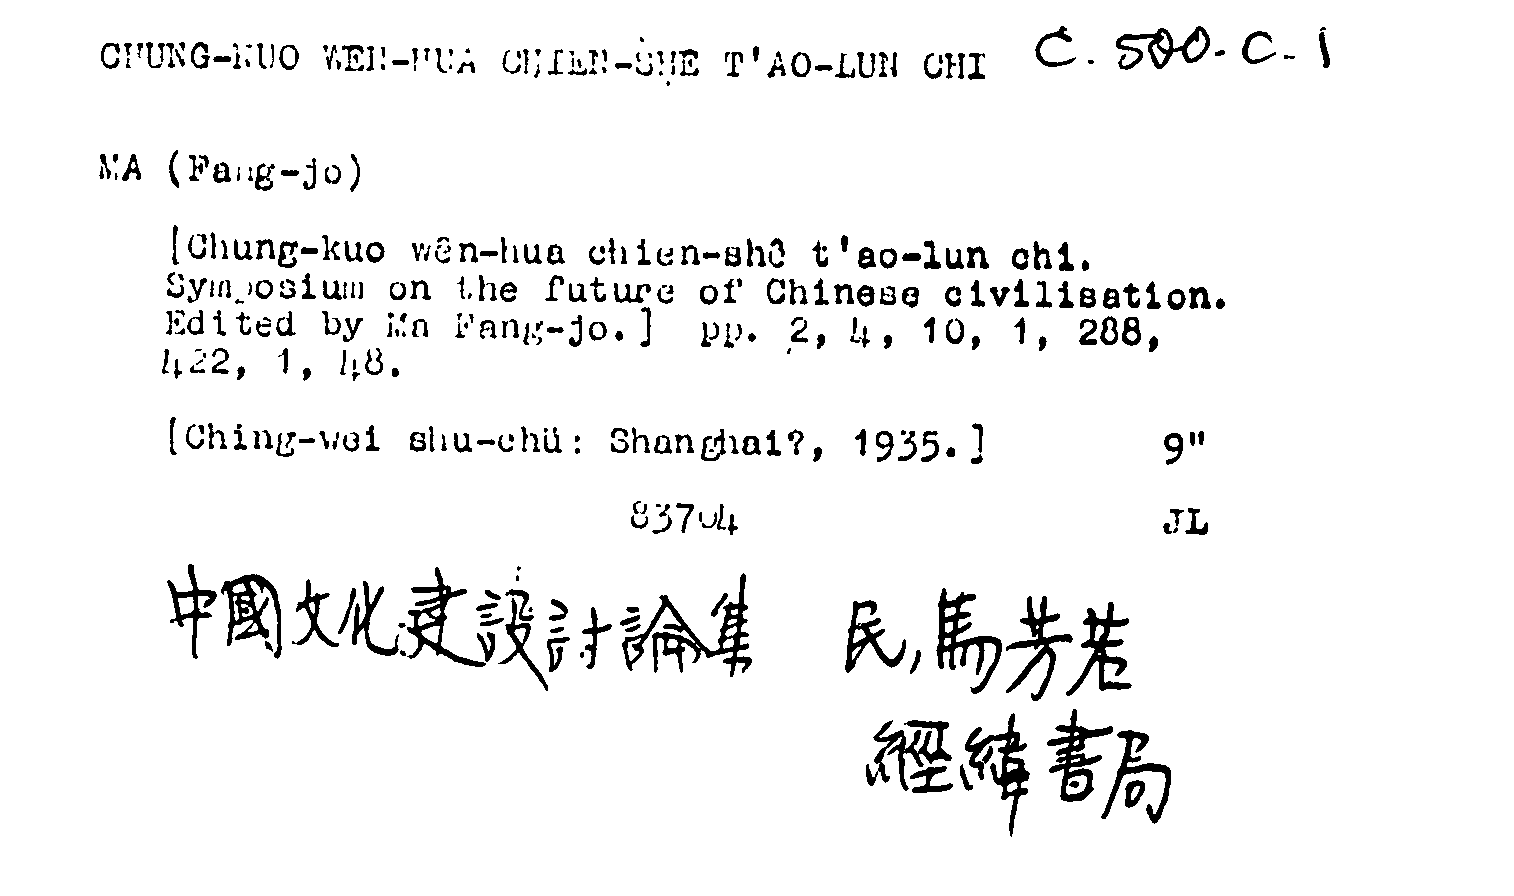 CHUNG-KUO WEN-HUA CHIEN-SHE T'AO-LUN CHI C. 500. C. 1
MA (Fang-jo)
[Chung-kuo wên-hua chien-shê t'ao-lun chi.
Symposium on the future of Chinese civilisation.
Edited by Ma Fang-jo.] pp. 2, 4, 10, 1, 288,
422, 1, 48.
[Ching-wei shu-chü: Shanghai?, 1935.] 9"
83704 JL
中國文化建設討論集 民,馬芳若
經緯書局